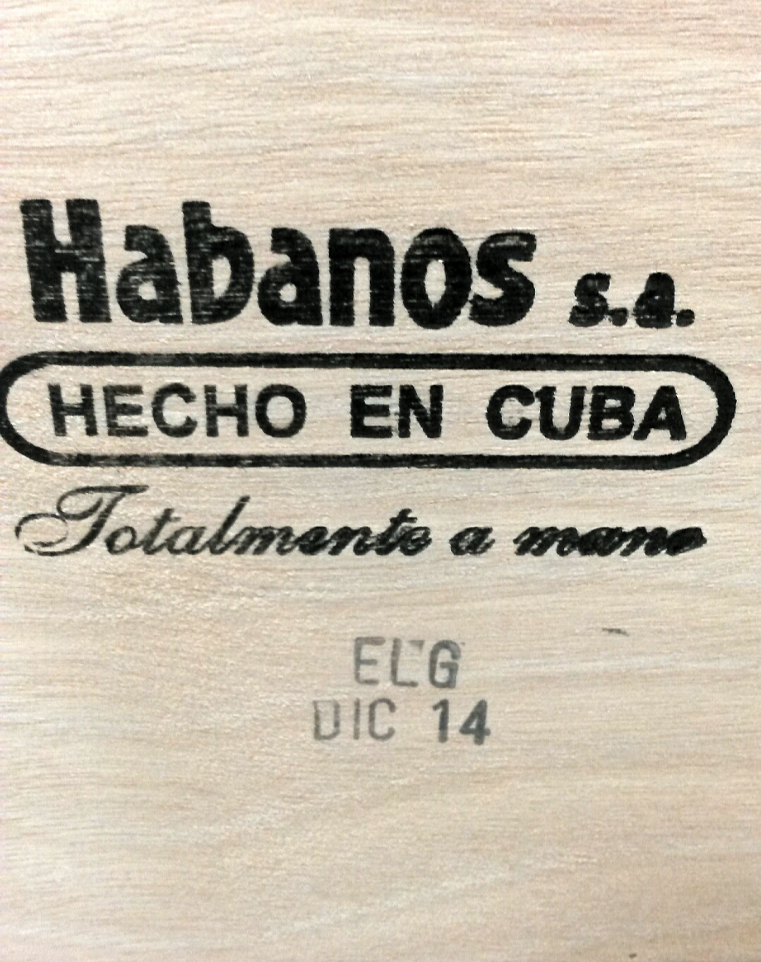 Habanos s.a.
HECHO EN CUBA
Totalmente a mano
ELG
DIC 14